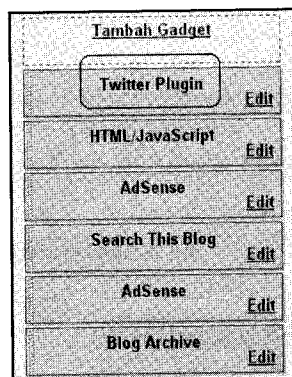 Tambah Gadget
Twitter Plugin
Edit
HTML/JavaScript
Edit
AdSense
Edit
Search This Blog
Edit
AdSense
Edit
Blog Archive
Edit